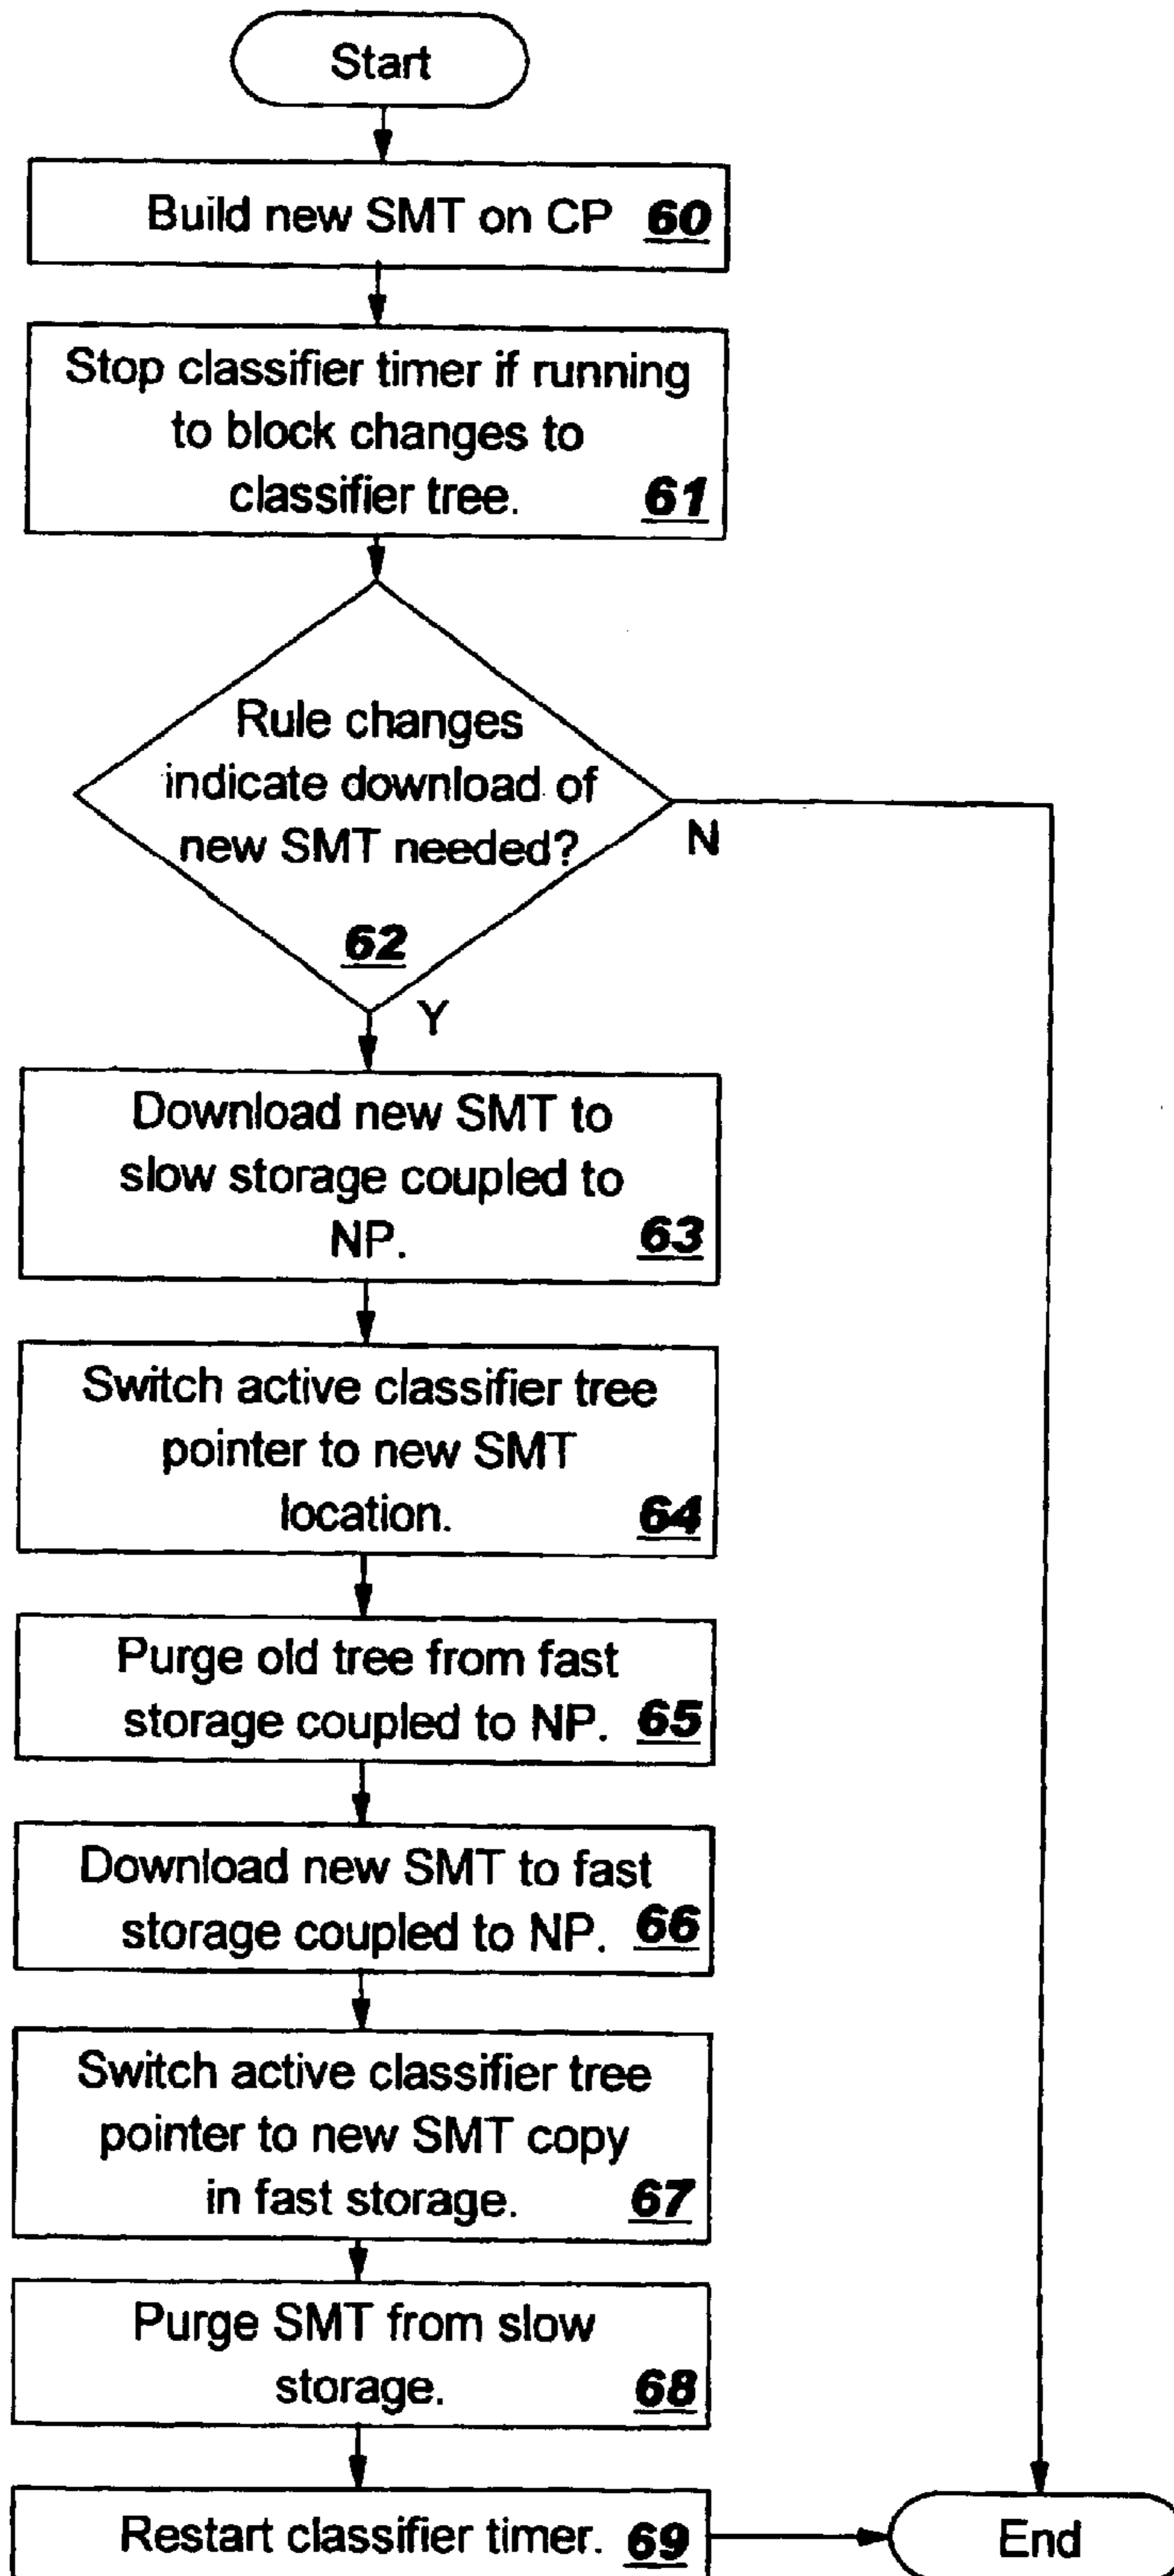 Start
Build new SMT on CP 60
Stop classifier timer if running
to block changes to
classifier tree. 61
Rule changes
indicate download of
new SMT needed?
N
62
Y
Download new SMT to
slow storage coupled to
NP. 63
Switch active classifier tree
pointer to new SMT
location. 64
Purge old tree from fast
storage coupled to NP. 65
Download new SMT to fast
storage coupled to NP. 66
Switch active classifier tree
pointer to new SMT copy
in fast storage. 67
Purge SMT from slow
storage. 68
Restart classifier timer. 69
End